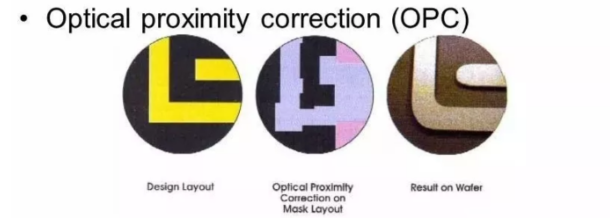 • Optical proximity correction (OPC)
Design Layout
Optical Proximity
Correction on
Mask Layout
Result on Wafer